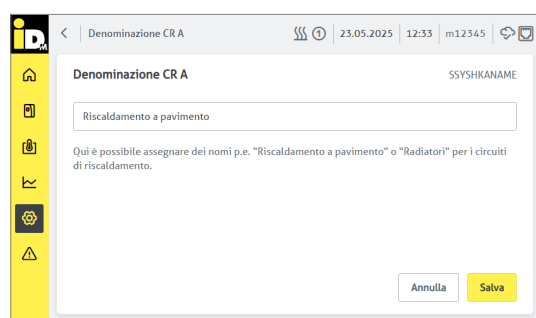 iD M
Denominazione CR A
1
23.05.2025
12:33
m12345
Denominazione CR A
SSYSHKANAME
Riscaldamento a pavimento
Qui è possibile assegnare dei nomi p.e. "Riscaldamento a pavimento" o "Radiatori" per i circuiti
di riscaldamento.
Annulla
Salva